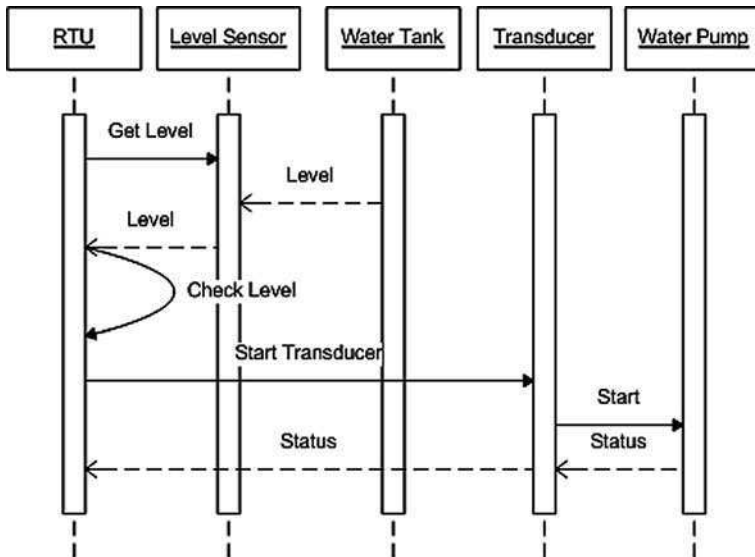 RTU
Level Sensor
Water Tank
Transducer
Water Pump
Get Level
Level
Level
Check Level
Start Transducer
Start
Status
Status